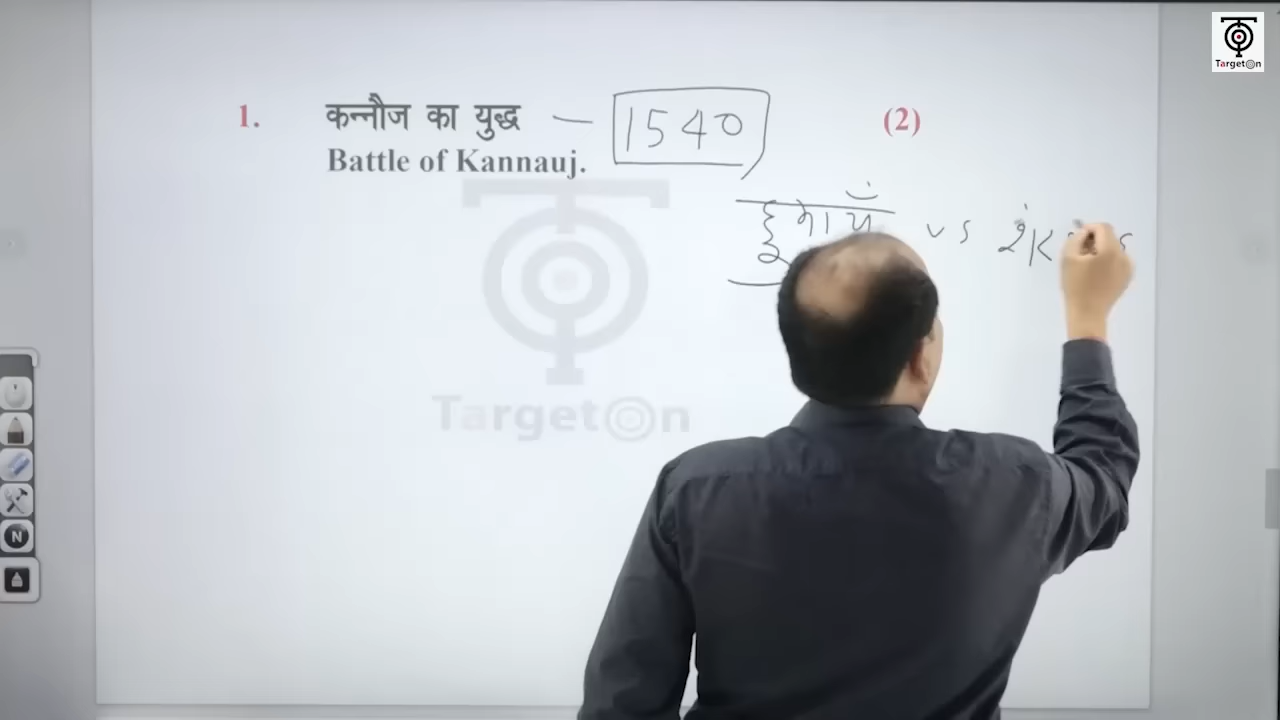 TargetOn
1. कन्नौज का युद्ध — 1540 (2)
Battle of Kannauj.
हुमायूँ vs
TargetOn
N